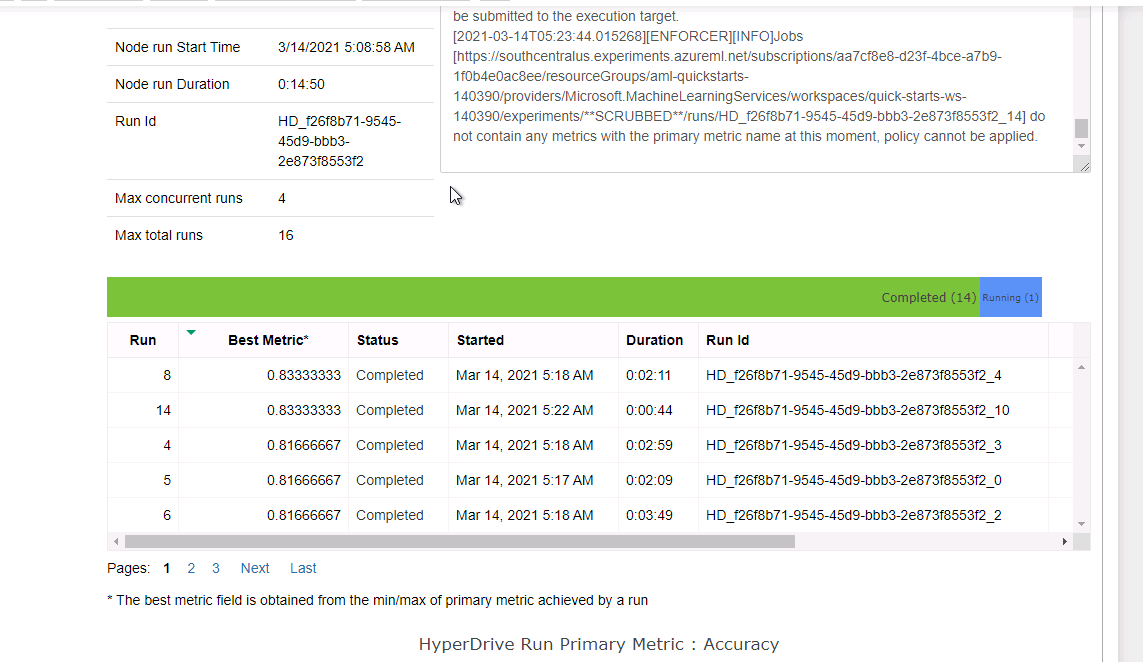 be submitted to the execution target.
[2021-03-14T05:23:44.015268][ENFORCER][INFO]Jobs
[https://southcentralus.experiments.azureml.net/subscriptions/aa7cf8e8-d23f-4bce-a7b9-
1f0b4e0ac8ee/resourceGroups/aml-quickstarts-
140390/providers/Microsoft.MachineLearningServices/workspaces/quick-starts-ws-
140390/experiments/**SCRUBBED**/runs/HD_f26f8b71-9545-45d9-bbb3-2e873f8553f2_14] do
not contain any metrics with the primary metric name at this moment, policy cannot be applied.
Node run Start Time 3/14/2021 5:08:58 AM
Node run Duration 0:14:50
Run Id HD_f26f8b71-9545-
45d9-bbb3-
2e873f8553f2
Max concurrent runs 4
Max total runs 16
Completed (14) Running (1)
Run Best Metric* Status Started Duration Run Id
8 0.83333333 Completed Mar 14, 2021 5:18 AM 0:02:11 HD_f26f8b71-9545-45d9-bbb3-2e873f8553f2_4
14 0.83333333 Completed Mar 14, 2021 5:22 AM 0:00:44 HD_f26f8b71-9545-45d9-bbb3-2e873f8553f2_10
4 0.81666667 Completed Mar 14, 2021 5:18 AM 0:02:59 HD_f26f8b71-9545-45d9-bbb3-2e873f8553f2_3
5 0.81666667 Completed Mar 14, 2021 5:17 AM 0:02:09 HD_f26f8b71-9545-45d9-bbb3-2e873f8553f2_0
6 0.81666667 Completed Mar 14, 2021 5:18 AM 0:03:49 HD_f26f8b71-9545-45d9-bbb3-2e873f8553f2_2
Pages: 1 2 3 Next Last
* The best metric field is obtained from the min/max of primary metric achieved by a run
HyperDrive Run Primary Metric : Accuracy